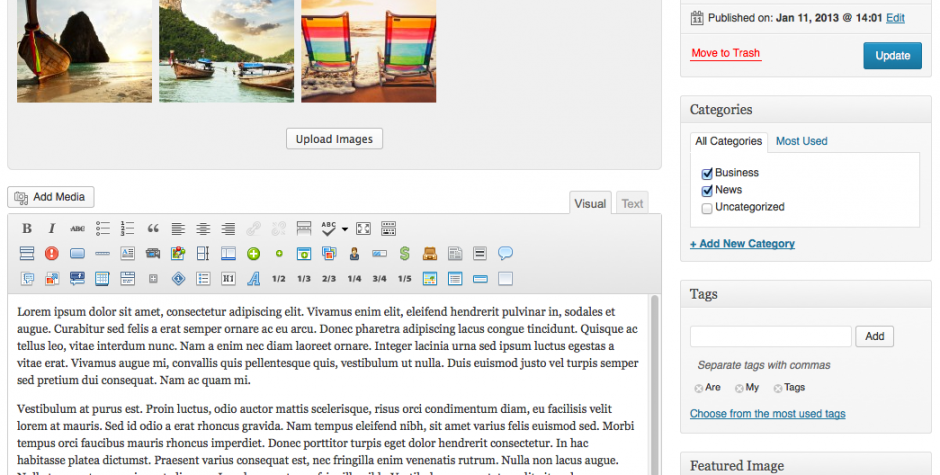 Upload Images
Add Media
Visual
Text
B I ABC ABC
$
H1 A 1/2 1/3 2/3 1/4 3/4 1/5
Lorem ipsum dolor sit amet, consectetur adipiscing elit. Vivamus enim elit, eleifend hendrerit pulvinar in, sodales et
augue. Curabitur sed felis a erat semper ornare ac eu arcu. Donec pharetra adipiscing lacus congue tincidunt. Quisque ac
tellus leo, vitae interdum nunc. Nam a enim nec diam laoreet ornare. Integer lacinia urna sed ipsum luctus egestas a
vitae erat. Vivamus augue mi, convallis quis pellentesque quis, vestibulum ut nulla. Duis euismod justo vel turpis semper
sed pretium dui consequat. Nam ac quam mi.
Vestibulum at purus est. Proin luctus, odio auctor mattis scelerisque, risus orci condimentum diam, eu facilisis velit
lorem at mauris. Sed id odio a erat rhoncus gravida. Nam tempus eleifend nibh, sit amet varius felis euismod sed. Morbi
tempus orci faucibus mauris rhoncus imperdiet. Donec porttitor turpis eget dolor hendrerit consectetur. In hac
habitasse platea dictumst. Praesent varius consequat est, nec fringilla enim venenatis rutrum. Nulla non lacus augue.
Published on: Jan 11, 2013 @ 14:01 Edit
Move to Trash
Update
Categories
All Categories
Most Used
Business
News
Uncategorized
+ Add New Category
Tags
Add
Separate tags with commas
Are My Tags
Choose from the most used tags
Featured Image